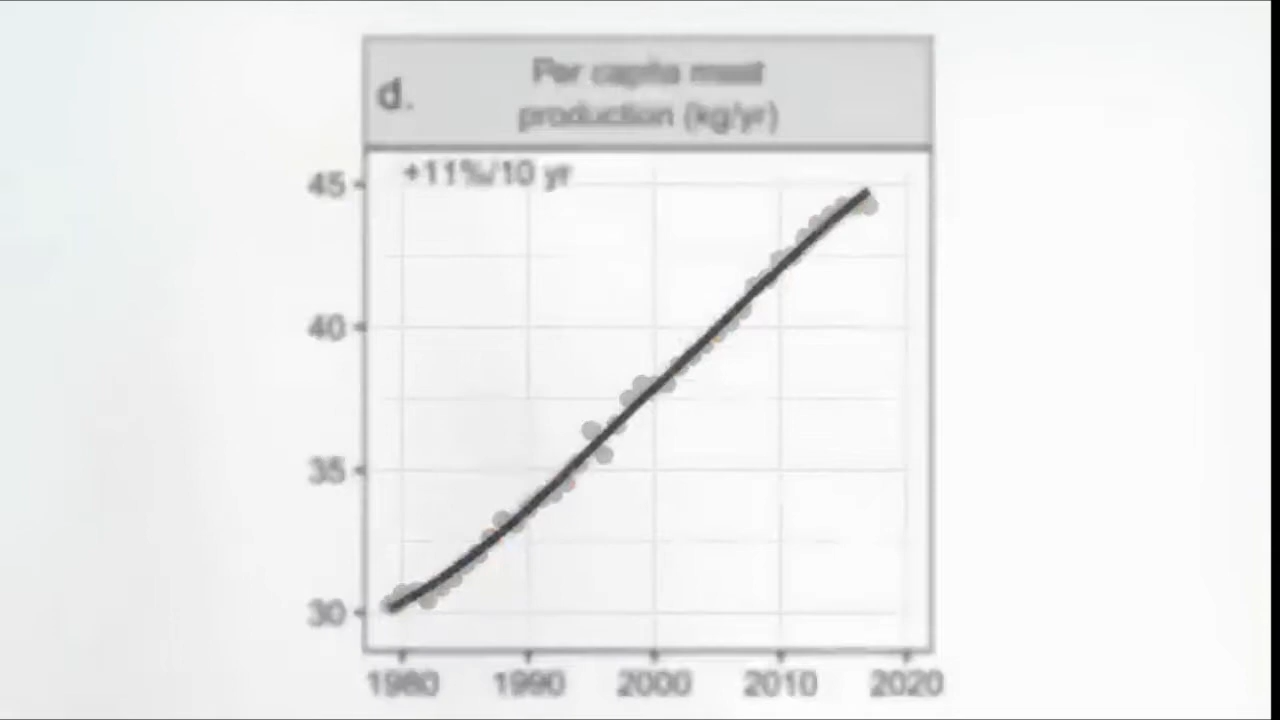 d.
Per capita meat
production (kg/yr)
+11%/10 yr
45
40
35
30
1980 1990 2000 2010 2020